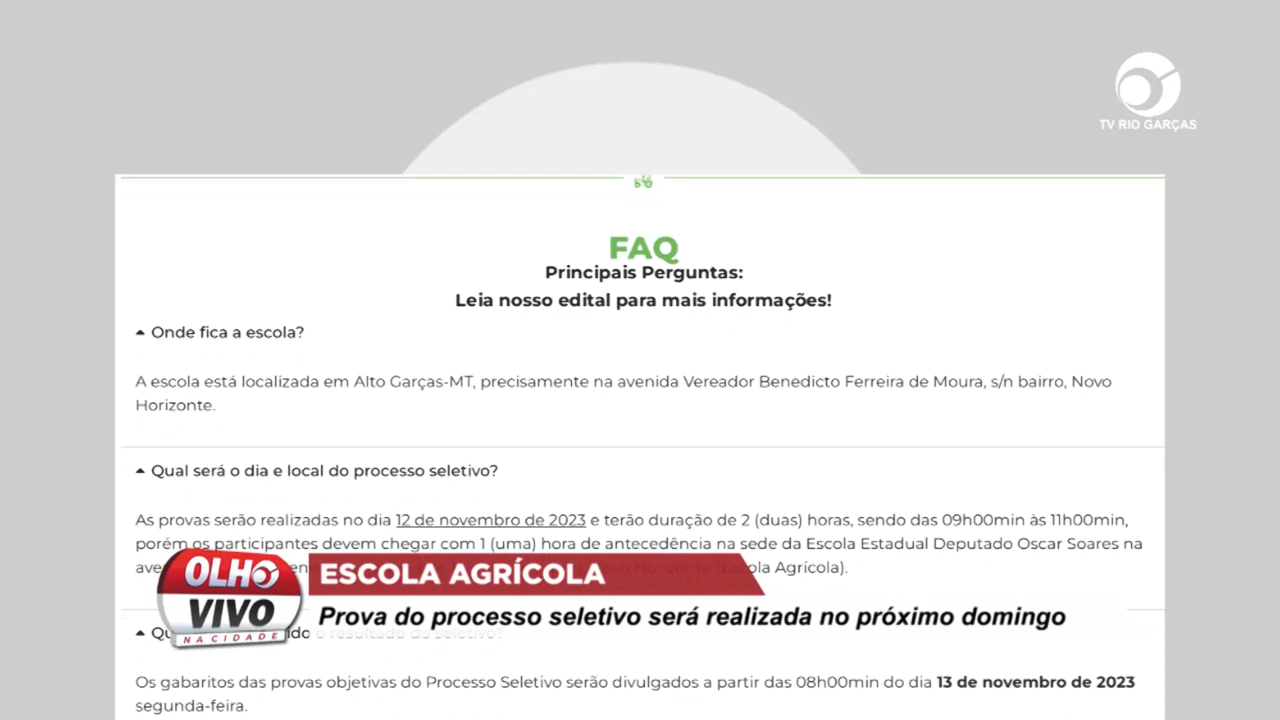 TV RIO GARÇAS
FAQ
Principais Perguntas:
Leia nosso edital para mais informações!
Onde fica a escola?
A escola está localizada em Alto Garças-MT, precisamente na avenida Vereador Benedicto Ferreira de Moura, s/n bairro, Novo
Horizonte.
Qual será o dia e local do processo seletivo?
As provas serão realizadas no dia 12 de novembro de 2023 e terão duração de 2 (duas) horas, sendo das 09h00min às 11h00min,
porém os participantes devem chegar com 1 (uma) hora de antecedência na sede da Escola Estadual Deputado Oscar Soares na
Novo Horizonte (Escola Agrícola).
OLHO
VIVO
NA CIDADE
ESCOLA AGRÍCOLA
Prova do processo seletivo será realizada no próximo domingo
o resultado do seletivo?
Os gabaritos das provas objetivas do Processo Seletivo serão divulgados a partir das 08h00min do dia 13 de novembro de 2023
segunda-feira.